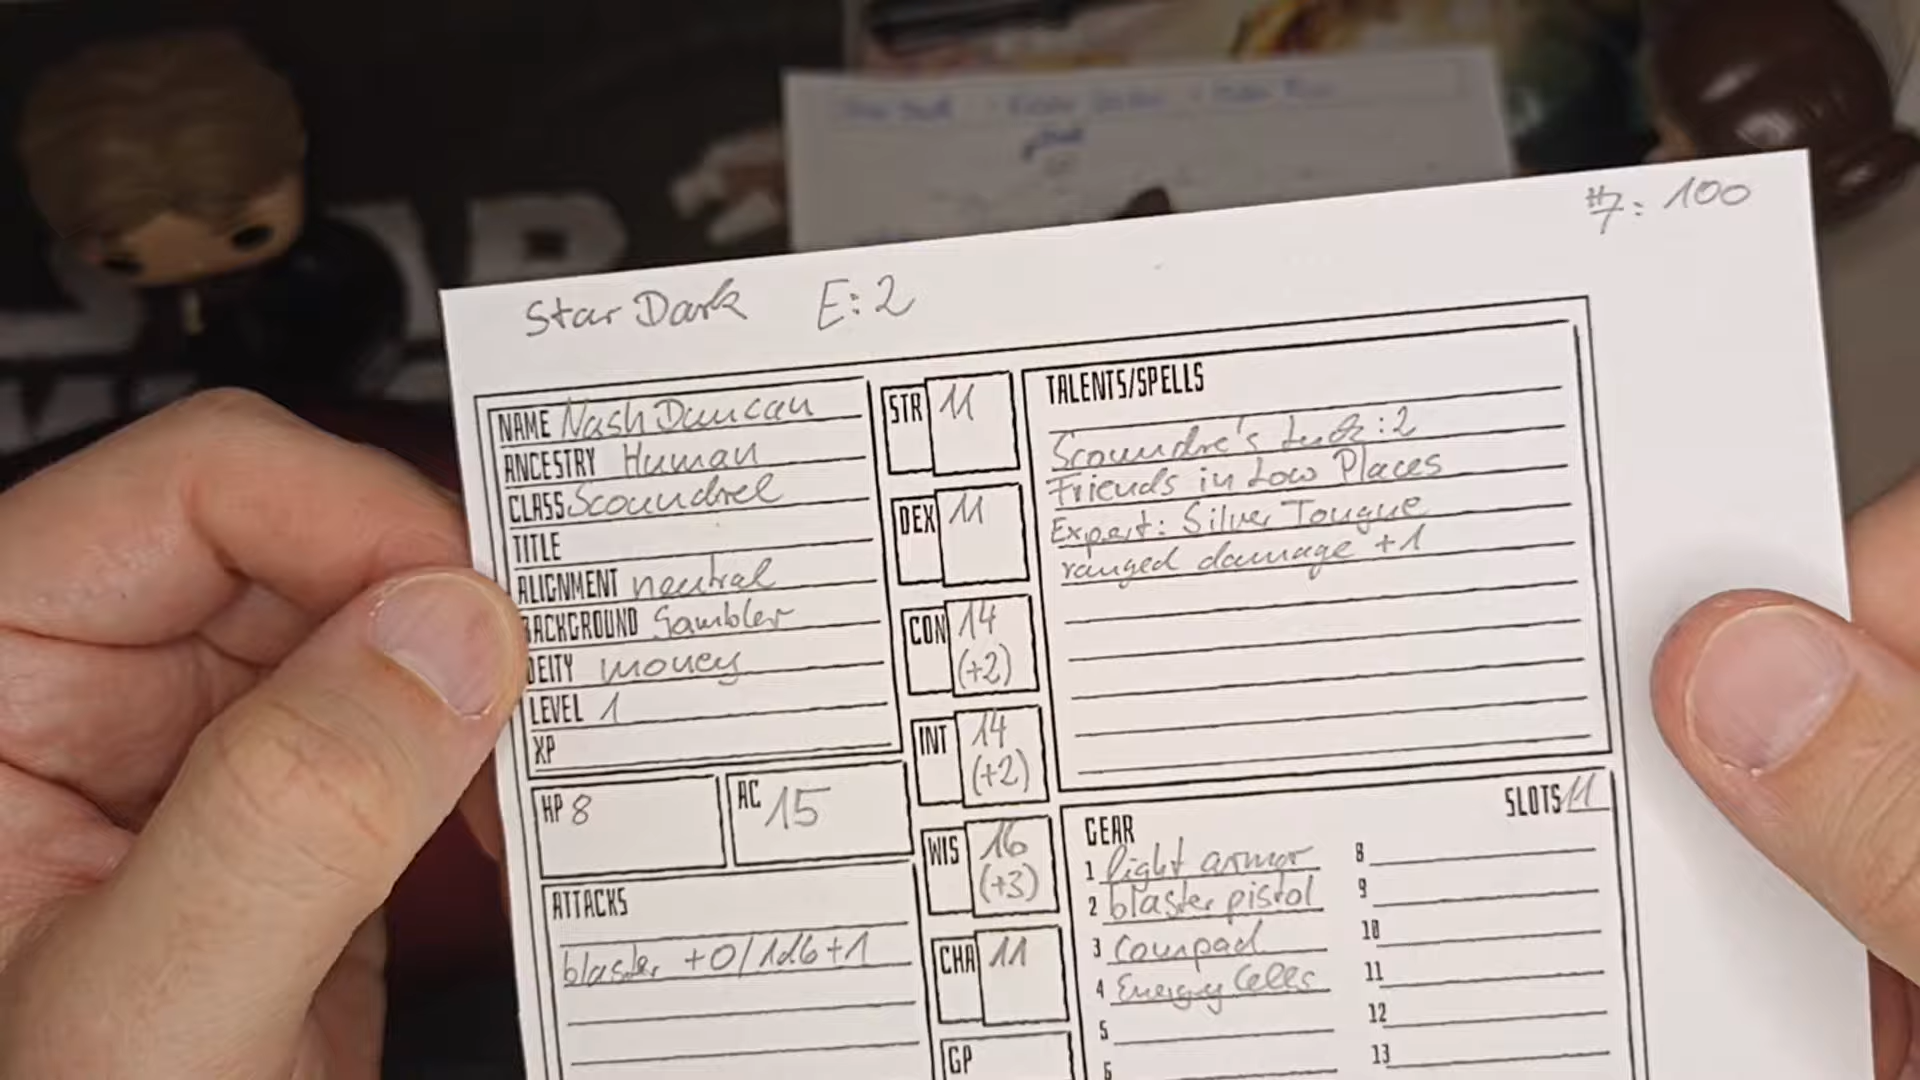 #7: 100
Star Dark E:2
NAME Nash Duncan
ANCESTRY Human
CLASS Scoundrel
TITLE
ALIGNMENT neutral
BACKGROUND Gambler
DEITY money
LEVEL 1
XP
HP 8
AC 15
ATTACKS
blaster +0/1d6+1
STR 11
DEX 11
CON 14
(+2)
INT 14
(+2)
WIS 16
(+3)
CHA 11
GP
TALENTS/SPELLS
Scoundre's Luck:2
Friends in Low Places
Expert: Silver Tongue
ranged damage +1
GEAR
SLOTS 11
1 light armor
2 blaster pistol
3 Compad
4 Energy Cells
5
6
8
9
10
11
12
13